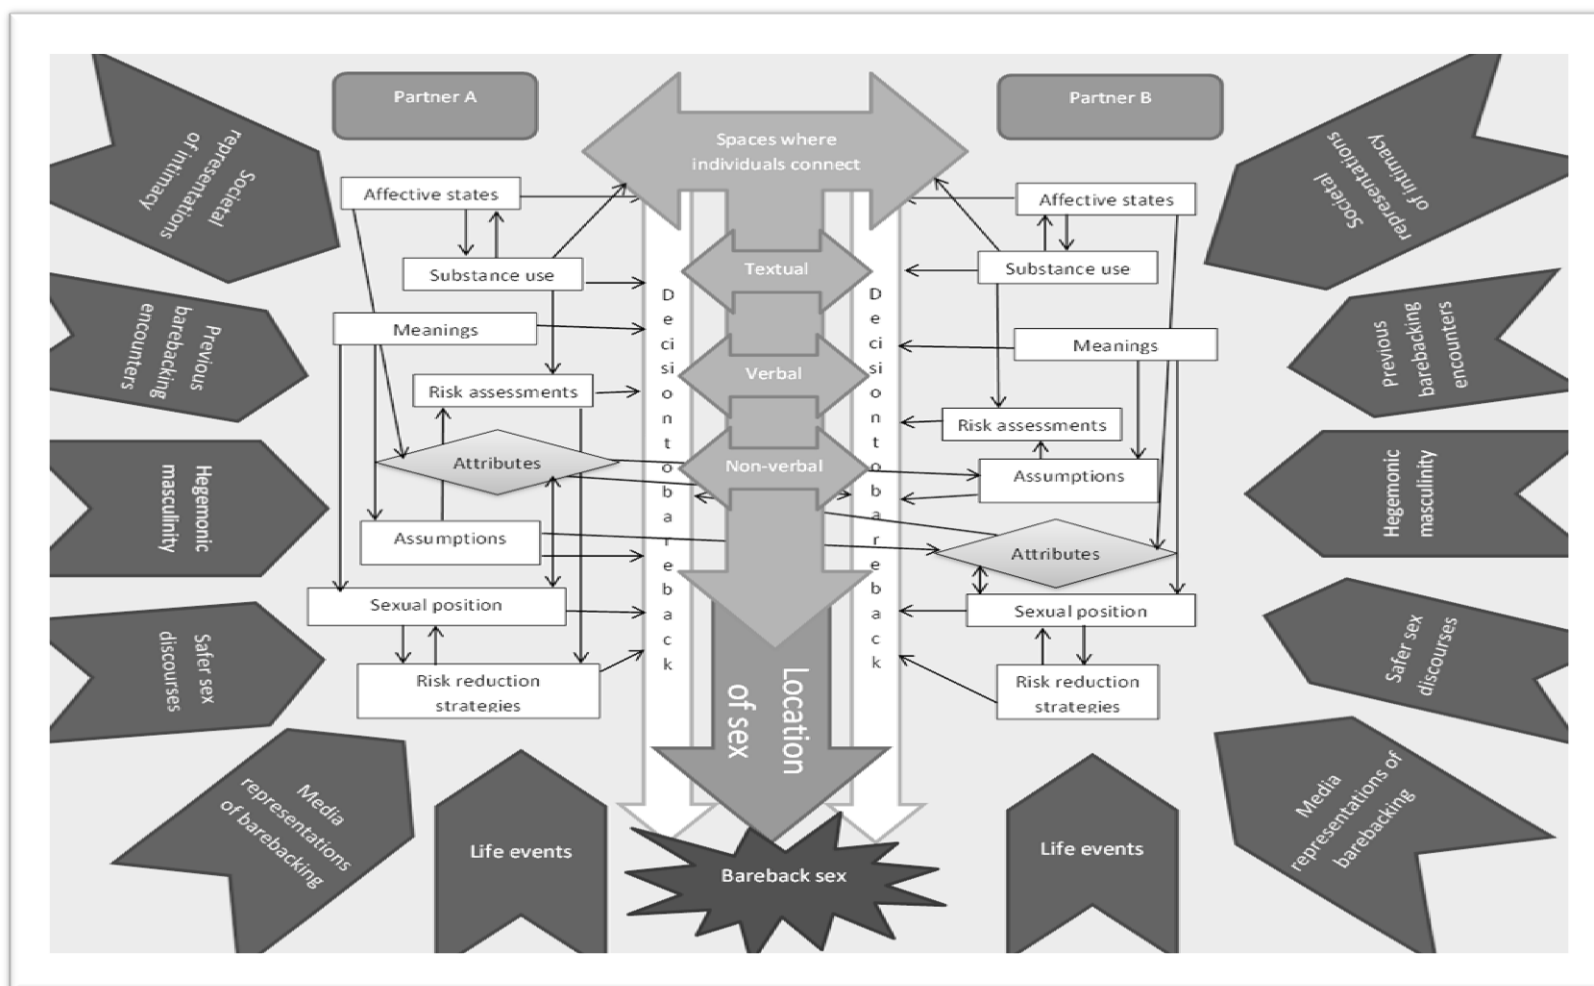 Partner A
Partner B
Spaces where
individuals connect
Societal
representations
of intimacy
Affective states
Substance use
Meanings
Risk assessments
Attributes
Assumptions
Sexual position
Risk reduction
strategies
Previous
barebacking
encounters
Hegemonic
masculinity
Safer sex
discourses
Media
representations
of barebacking
Life events
Decision to bareback
Textual
Verbal
Non-verbal
Location
of sex
Bareback sex
Decision to bareback
Affective states
Substance use
Meanings
Risk assessments
Assumptions
Attributes
Sexual position
Risk reduction
strategies
Societal
representations
of intimacy
Previous
barebacking
encounters
Hegemonic
masculinity
Safer sex
discourses
Media
representations of
barebacking
Life events